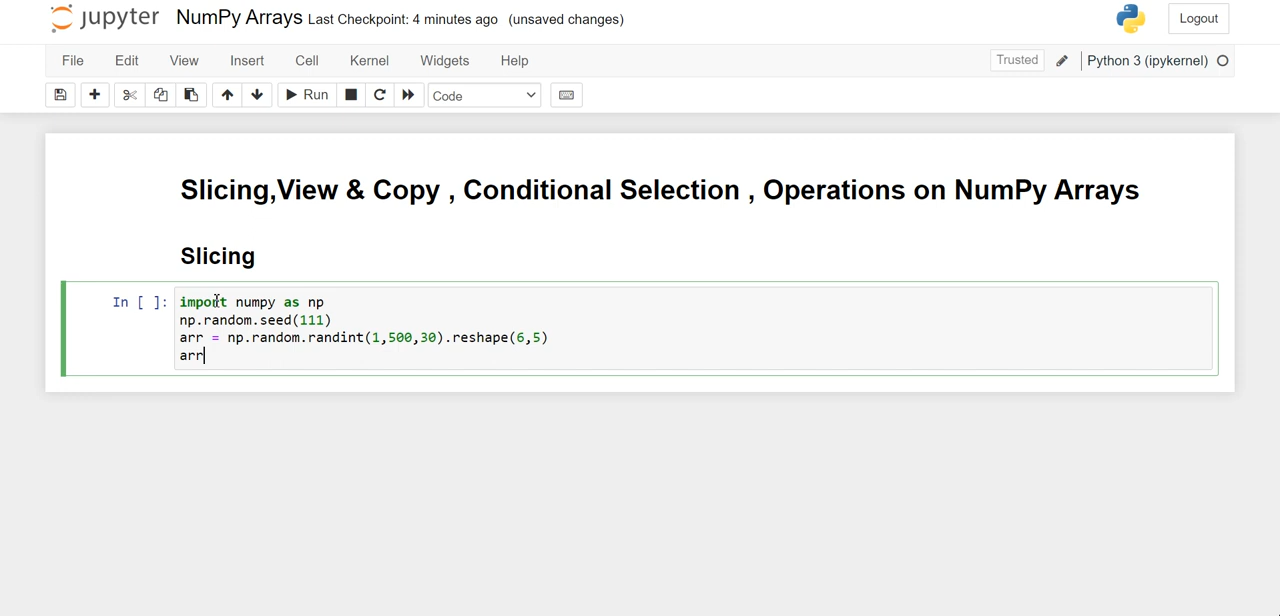 jupyter NumPy Arrays Last Checkpoint: 4 minutes ago (unsaved changes) Logout
File Edit View Insert Cell Kernel Widgets Help Trusted Python 3 (ipykernel)
Run Code
Slicing,View & Copy , Conditional Selection , Operations on NumPy Arrays
Slicing
In [ ]: import numpy as np
np.random.seed(111)
arr = np.random.randint(1,500,30).reshape(6,5)
arr